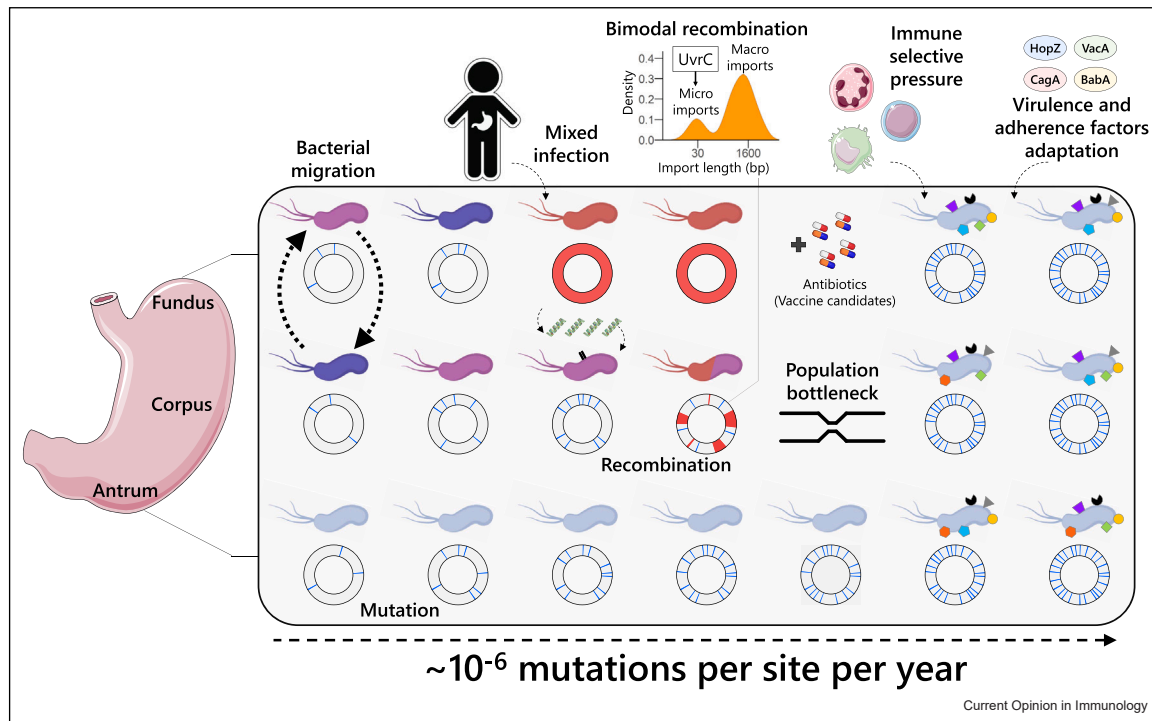 Bimodal recombination
UvrC
Macro
imports
Micro
imports
Density
0.4
0.3
0.2
0.1
0.0
30
1600
Import length (bp)
Immune
selective
pressure
HopZ
VacA
CagA
BabA
Virulence and
adherence factors
adaptation
Bacterial
migration
Mixed
infection
Fundus
Corpus
Antrum
Antibiotics
(Vaccine candidates)
Population
bottleneck
Recombination
Mutation
~10⁻⁶ mutations per site per year
Current Opinion in Immunology